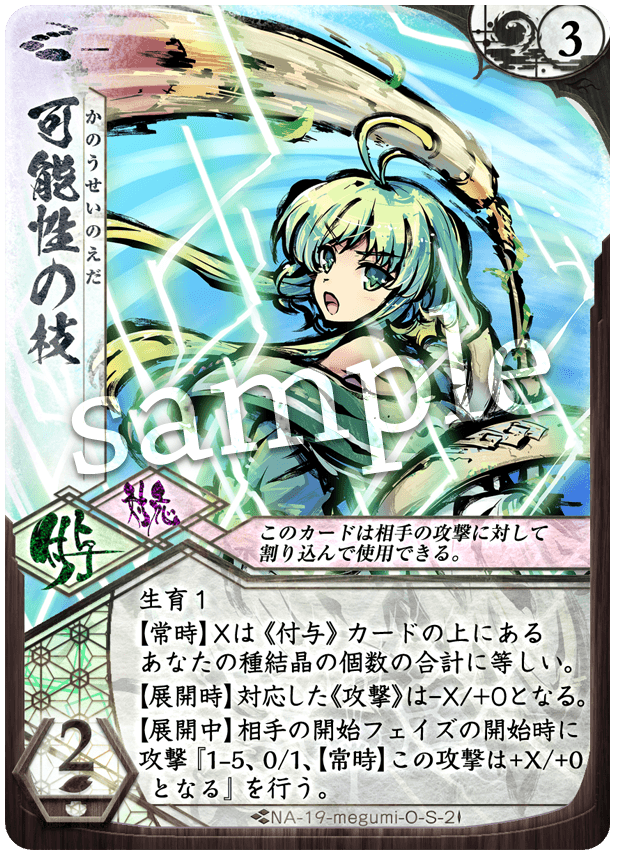 3
可能性の枝
かのうせいのえだ
sample
付与
対応
このカードは相手の攻撃に対して
割り込んで使用できる。
生育1
【常時】Xは《付与》カードの上にある
あなたの種結晶の個数の合計に等しい。
【展開時】対応した《攻撃》は-X/+0となる。
【展開中】相手の開始フェイズの開始時に
攻撃『1-5、0/1、【常時】この攻撃は+X/+0
となる』を行う。
2
NA-19-megumi-O-S-2